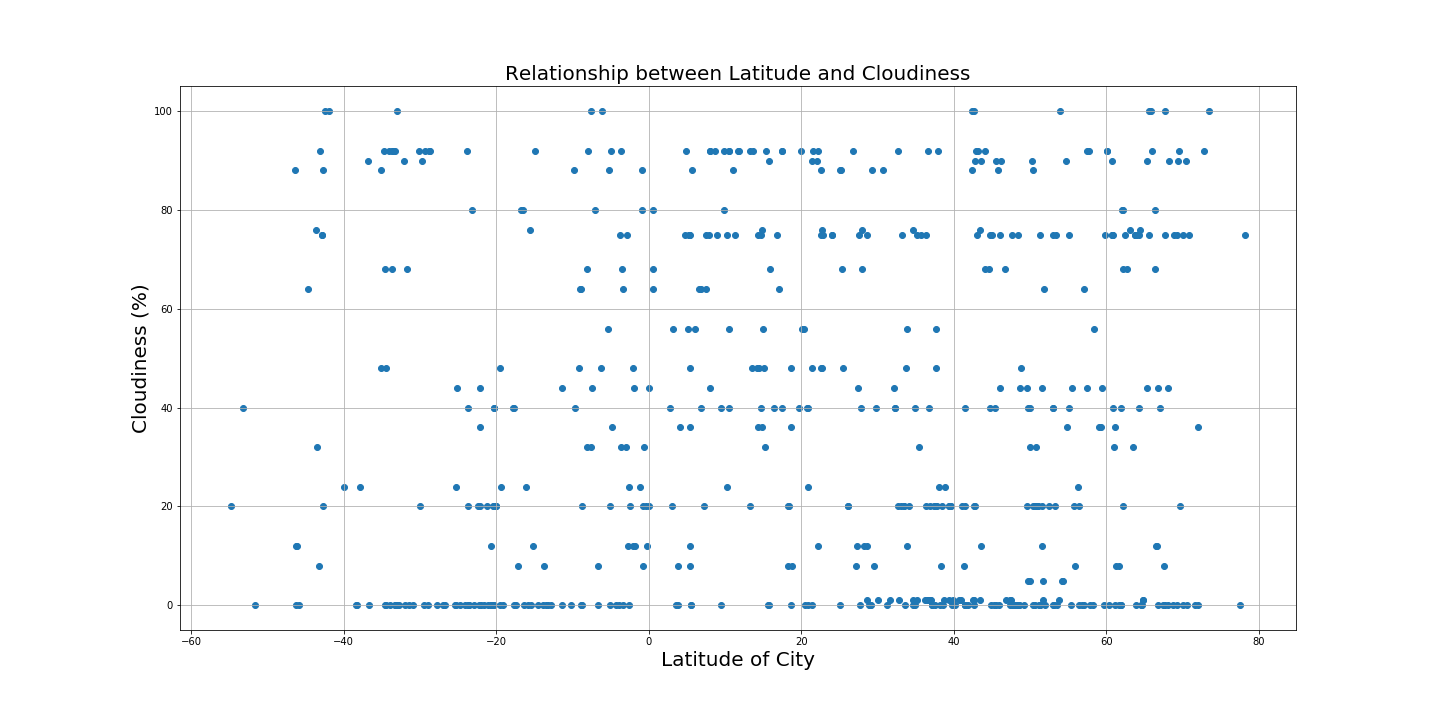 Relationship between Latitude and Cloudiness
100
80
60
40
20
0
Cloudiness (%)
−60 −40 −20 0 20 40 60 80
Latitude of City